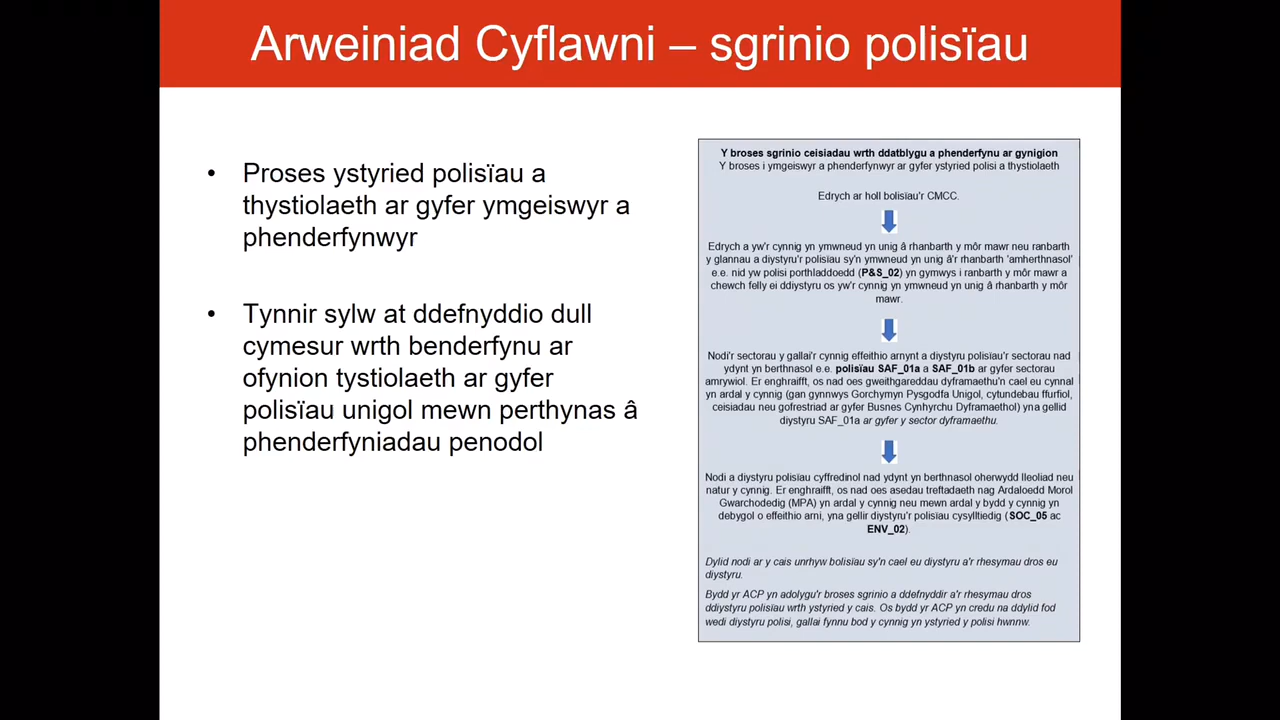 Arweiniad Cyflawni – sgrinio polisïau
• Proses ystyried polisïau a
thystiolaeth ar gyfer ymgeiswyr a
phenderfynwyr
• Tynnir sylw at ddefnyddio dull
cymesur wrth benderfynu ar
ofynion tystiolaeth ar gyfer
polisïau unigol mewn perthynas â
phenderfyniadau penodol
Y broses sgrinio ceisiadau wrth ddatblygu a phenderfynu ar gynigion
Y broses i ymgeiswyr a phenderfynwyr ar gyfer ystyried polisi a thystiolaeth
Edrych ar holl bolisïau'r CMCC.
Edrych a yw'r cynnig yn ymwneud yn unig â rhanbarth y môr mawr neu ranbarth
y glannau a diystyru'r polisïau sy'n ymwneud yn unig â'r rhanbarth 'amherthnasol'
e.e. nid yw polisi porthladdoedd (P&S_02) yn gymwys i ranbarth y môr mawr a
chewch felly ei ddiystyru os yw'r cynnig yn ymwneud yn unig â rhanbarth y môr
mawr.
Nodi'r sectorau y gallai'r cynnig effeithio arnynt a diystyru polisïau'r sectorau nad
ydynt yn berthnasol e.e. polisïau SAF_01a a SAF_01b ar gyfer sectorau
amrywiol. Er enghraifft, os nad oes gweithgareddau dyframaethu'n cael eu cynnal
yn ardal y cynnig (gan gynnwys Gorchymyn Pysgodfa Unigol, cytundebau ffurfiol,
ceisiadau neu gofrestriad ar gyfer Busnes Cynhyrchu Dyframaethol) yna gellid
diystyru SAF_01a ar gyfer y sector dyframaethu.
Nodi a diystyru polisïau cyffredinol nad ydynt yn berthnasol oherwydd lleoliad neu
natur y cynnig. Er enghraifft, os nad oes asedau treftadaeth nag Ardaloedd Morol
Gwarchodedig (MPA) yn ardal y cynnig neu mewn ardal y bydd y cynnig yn
debygol o effeithio arni, yna gellir diystyru'r polisïau cysylltiedig (SOC_05 ac
ENV_02).
Dylid nodi ar y cais unrhyw bolisïau sy'n cael eu diystyru a'r rhesymau dros eu
diystyru.
Bydd yr ACP yn adolygu'r broses sgrinio a ddefnyddir a'r rhesymau dros
ddiystyru polisïau wrth ystyried y cais. Os bydd yr ACP yn credu na ddylid fod
wedi diystyru polisi, gallai fynnu bod y cynnig yn ystyried y polisi hwnnw.